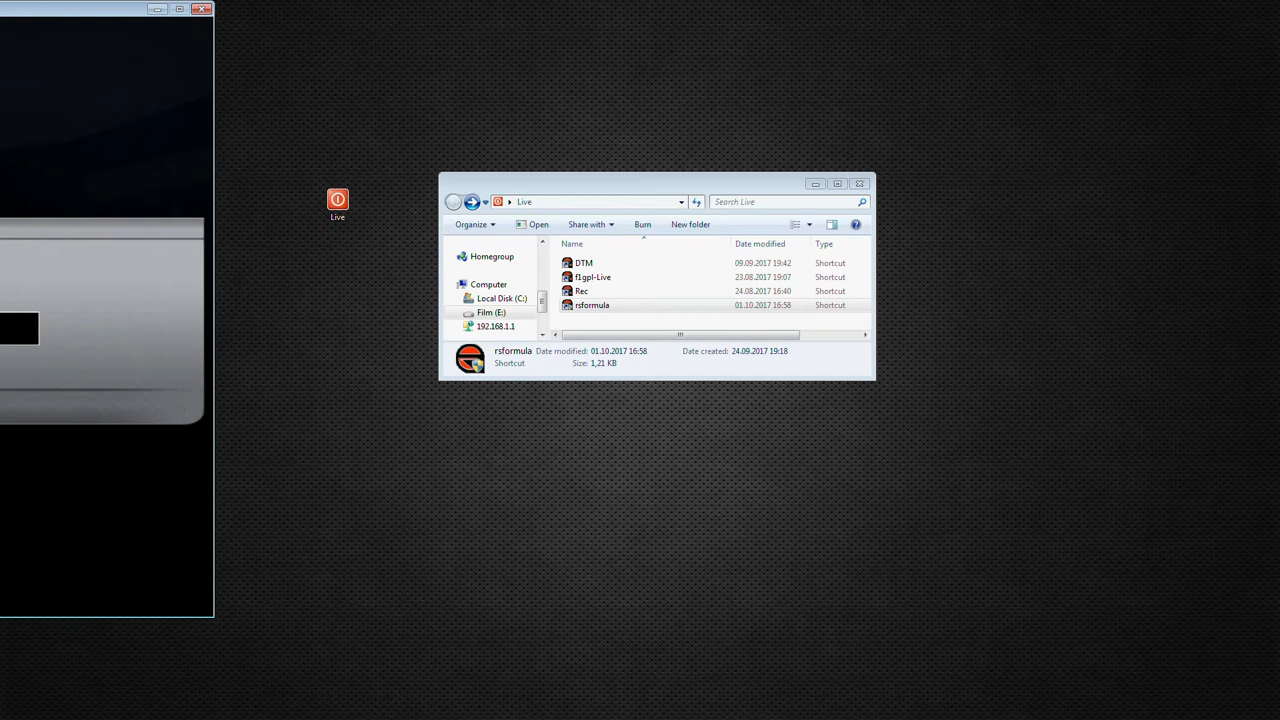 Live
Live
Search Live
Organize
Open
Share with
Burn
New folder
Homegroup
Computer
Local Disk (C:)
Film (E:)
192.168.1.1
Name Date modified Type
DTM 09.09.2017 19:42 Shortcut
f1gpl-Live 23.08.2017 19:07 Shortcut
Rec 24.08.2017 16:40 Shortcut
rsformula 01.10.2017 16:58 Shortcut
rsformula Date modified: 01.10.2017 16:58 Date created: 24.09.2017 19:18
Shortcut Size: 1,21 KB